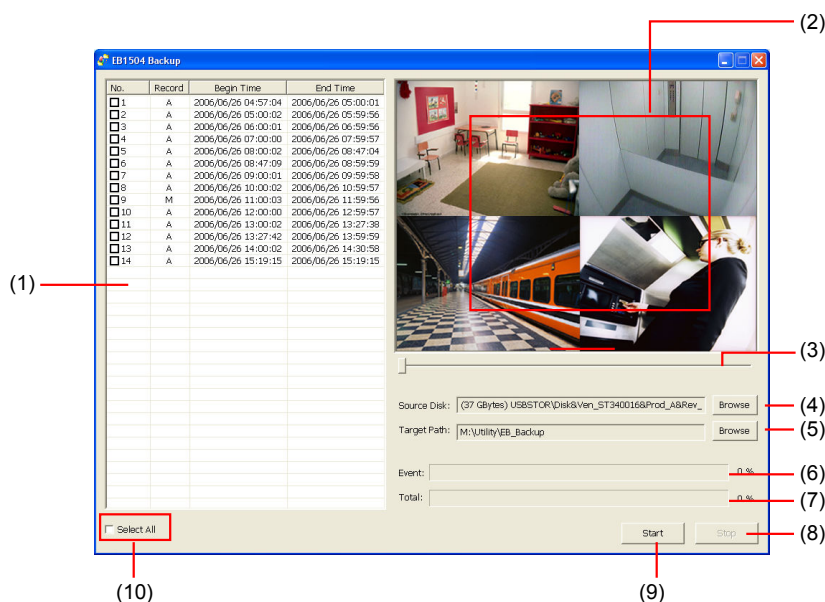 (2)
EB1504 Backup
No. Record Begin Time End Time
1 A 2006/06/26 04:57:04 2006/06/26 05:00:01
2 A 2006/06/26 05:00:02 2006/06/26 05:59:56
3 A 2006/06/26 06:00:01 2006/06/26 06:59:56
4 A 2006/06/26 07:00:00 2006/06/26 07:59:57
5 A 2006/06/26 08:00:02 2006/06/26 08:47:04
6 A 2006/06/26 08:47:09 2006/06/26 08:59:59
7 A 2006/06/26 09:00:01 2006/06/26 09:59:58
8 A 2006/06/26 10:00:02 2006/06/26 10:59:57
9 M 2006/06/26 11:00:03 2006/06/26 11:59:56
10 A 2006/06/26 12:00:00 2006/06/26 12:59:57
11 A 2006/06/26 13:00:02 2006/06/26 13:27:38
12 A 2006/06/26 13:27:42 2006/06/26 13:59:59
13 A 2006/06/26 14:00:02 2006/06/26 14:30:58
14 A 2006/06/26 15:19:15 2006/06/26 15:19:15
(1)
(3)
Source Disk: (37 GBytes) USBSTOR\Disk&Ven_ST340016&Prod_A&Rev_ Browse (4)
Target Path: M:\Utility\EB_Backup Browse (5)
Event: 0 % (6)
Total: 0 % (7)
Select All Start Stop (8)
(10) (9)